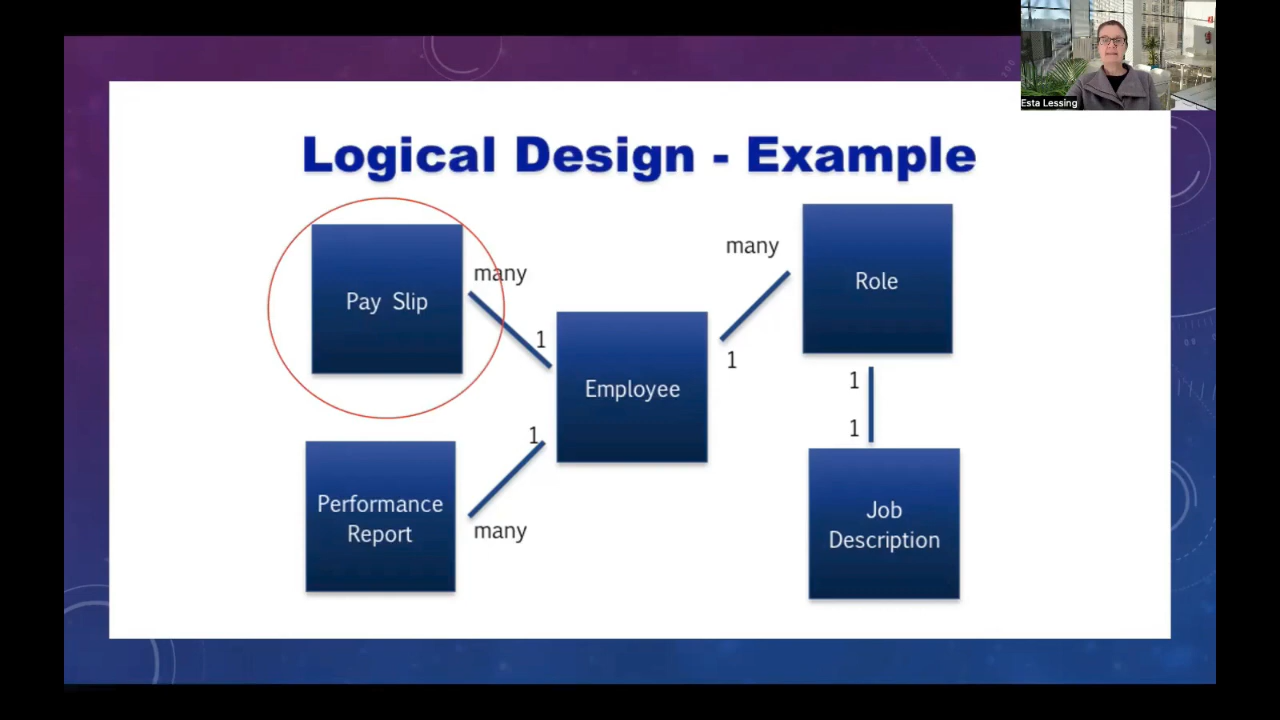 Esta Lessing
Logical Design - Example
Pay Slip
many
1
Employee
many
1
Role
1
1
Performance
Report
1
many
Job
Description